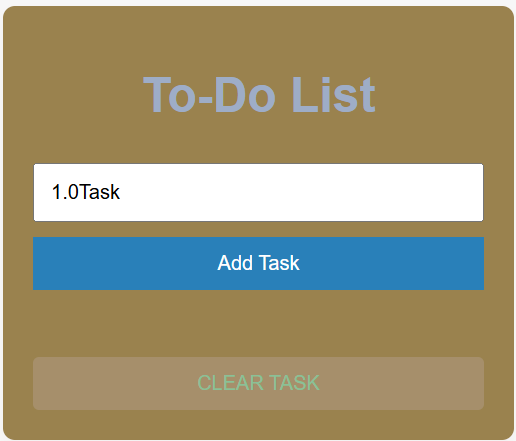 To-Do List
1.0Task
Add Task
CLEAR TASK